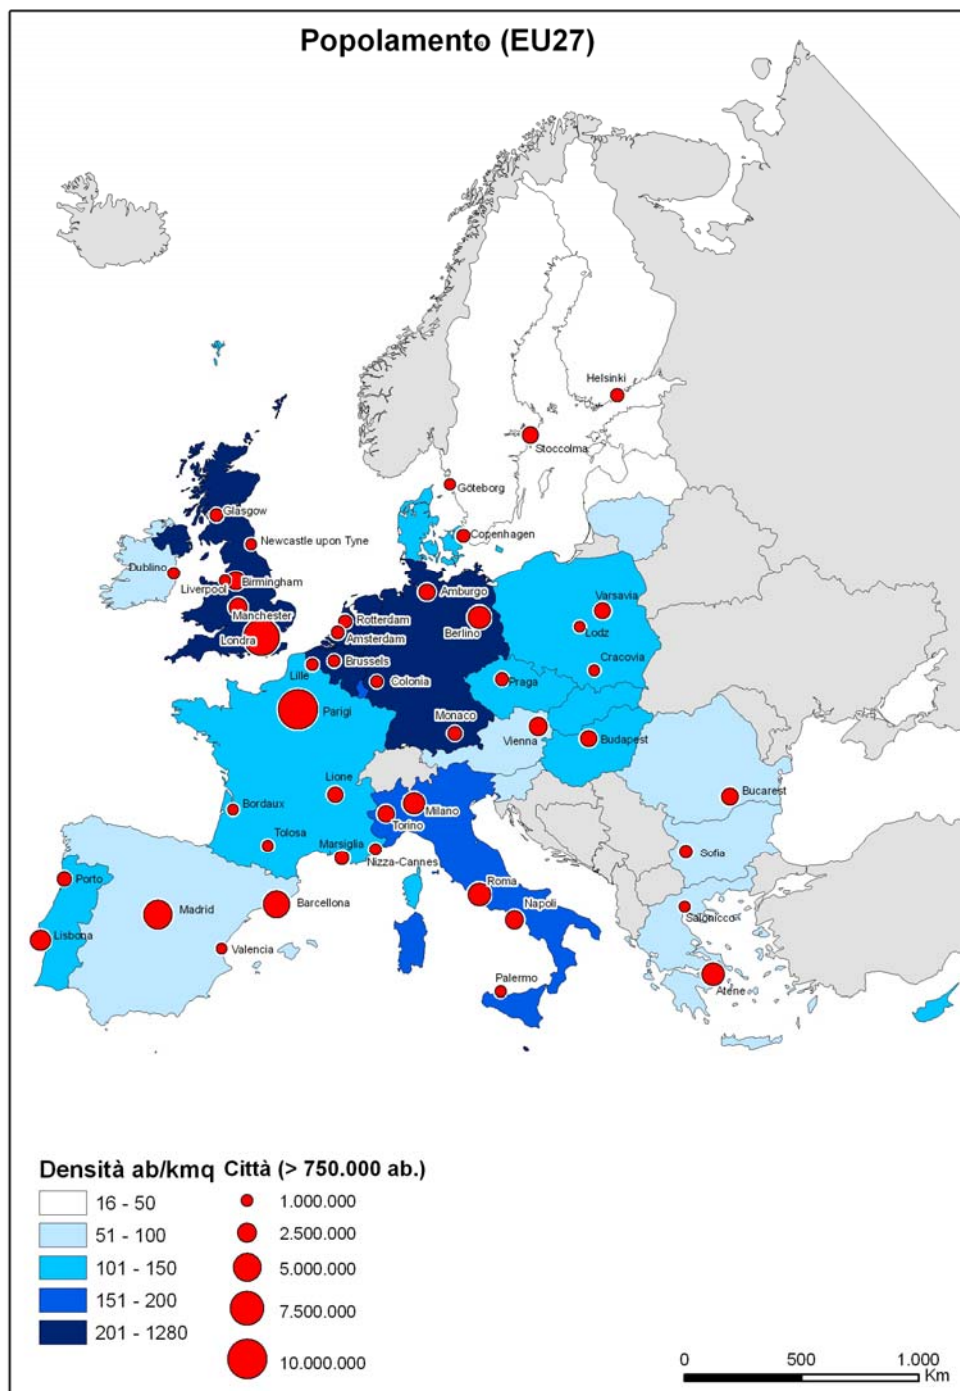 Popolamento (EU27)
Helsinki
Stoccolma
Göteborg
Copenhagen
Glasgow
Newcastle upon Tyne
Dublino
Liverpool
Birmingham
Manchester
Londra
Amburgo
Berlino
Rotterdam
Amsterdam
Brussels
Lille
Colonia
Varsavia
Lodz
Cracovia
Praga
Parigi
Monaco
Vienna
Budapest
Lione
Bordaux
Milano
Torino
Bucarest
Tolosa
Marsiglia
Nizza-Cannes
Sofia
Porto
Roma
Madrid
Barcellona
Napoli
Salonicco
Lisbona
Valencia
Palermo
Atene
Densità ab/kmq
16 - 50
51 - 100
101 - 150
151 - 200
201 - 1280
Città (> 750.000 ab.)
1.000.000
2.500.000
5.000.000
7.500.000
10.000.000
0 500 1.000
Km